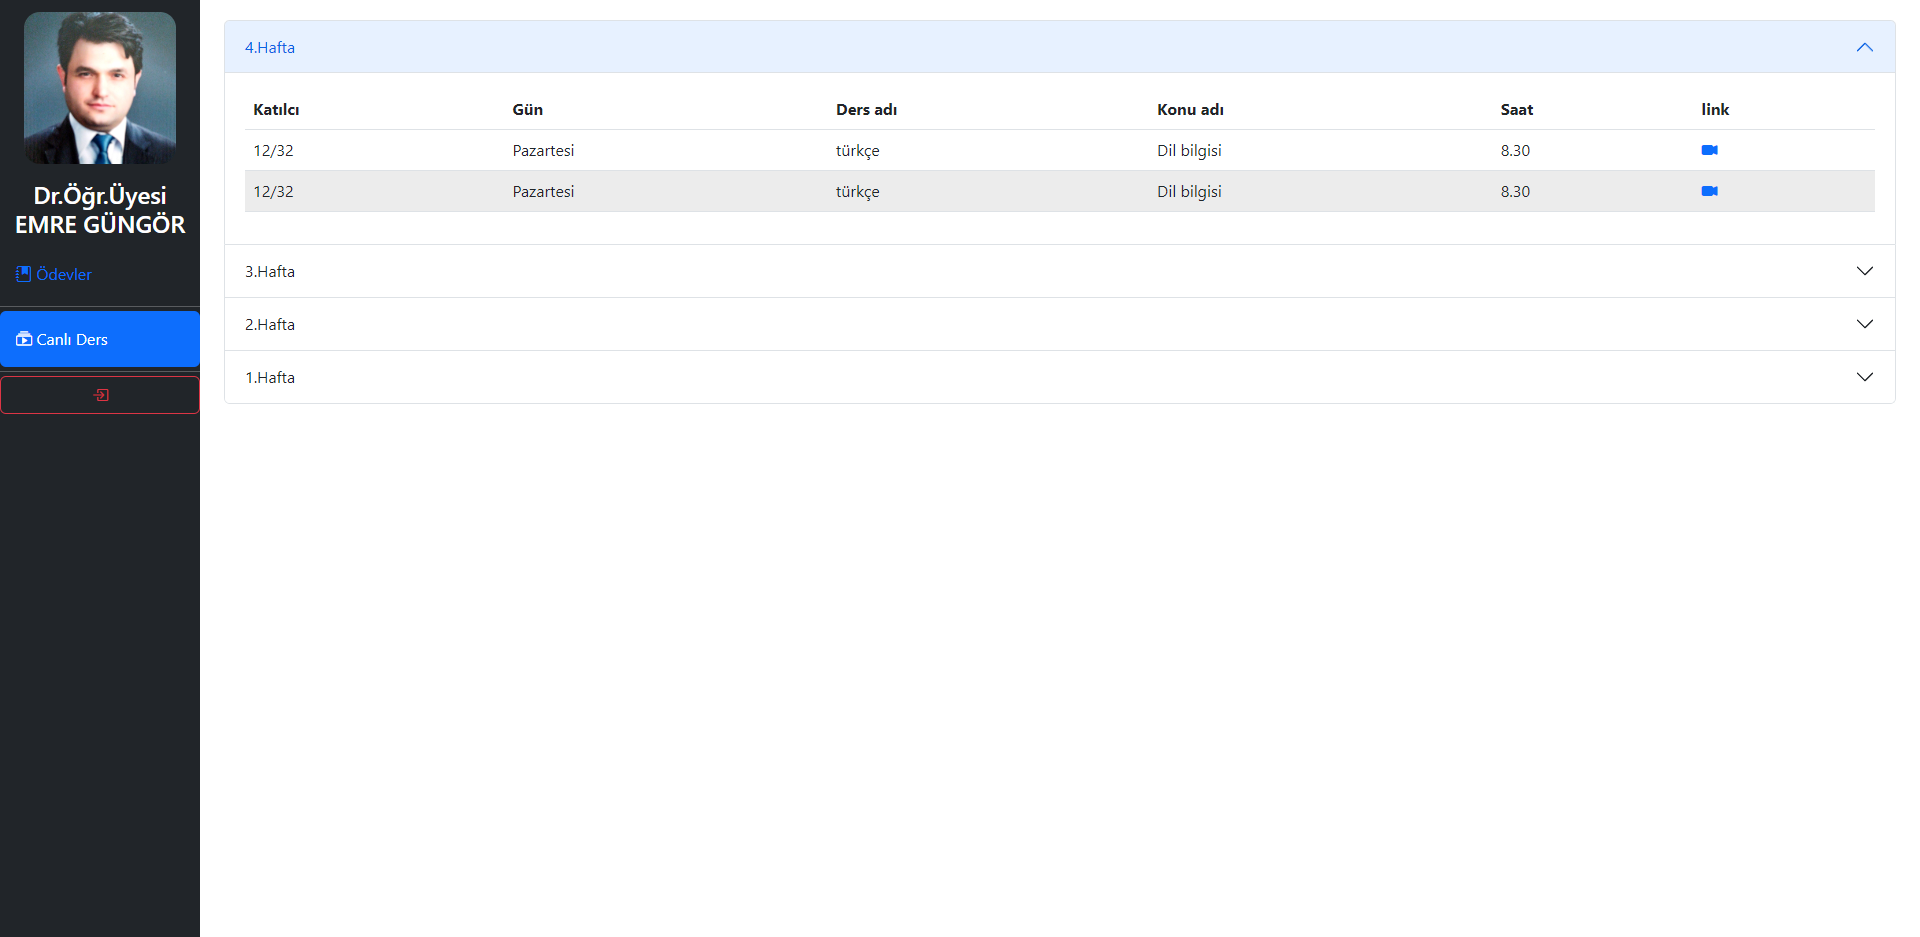 Dr.Öğr.Üyesi
EMRE GÜNGÖR
Ödevler
Canlı Ders
4.Hafta
Katılcı Gün Ders adı Konu adı Saat link
12/32 Pazartesi türkçe Dil bilgisi 8.30
12/32 Pazartesi türkçe Dil bilgisi 8.30
3.Hafta
2.Hafta
1.Hafta